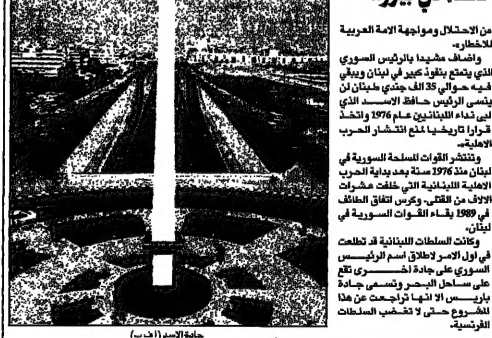 من الاحتلال ومواجهة الامة العربية
للاخطار».
واضاف مشيدا بالرئيس السوري
الذي يتمتع بنفوذ كبير في لبنان ويبقي
فيه حوالي 35 الف جندي «لبنان لن
ينسى الرئيس حافظ الاسد الذي
لبى نداء اللبنانيين عام 1976 واتخذ
قرارا تاريخيا لمنع انتشار الحرب
الاهلية».
وتنتشر القوات المسلحة السورية في
لبنان منذ 1976 سنة بعد بداية الحرب
الاهلية اللبنانية التي خلفت عشرات
الالاف من القتلى. وكرس اتفاق الطائف
في 1989 بقاء القوات السورية في
لبنان.
وكانت السلطات اللبنانية قد تطلعت
في اول الامر لاطلاق اسم الرئيس
السوري على جادة اخرى تقع
على ساحل البحر وتسمى جادة
باريس الا انها تراجعت عن هذا
المشروع حتى لا تغضب السلطات
الفرنسية.
جادة الاسد (ا ف ب)